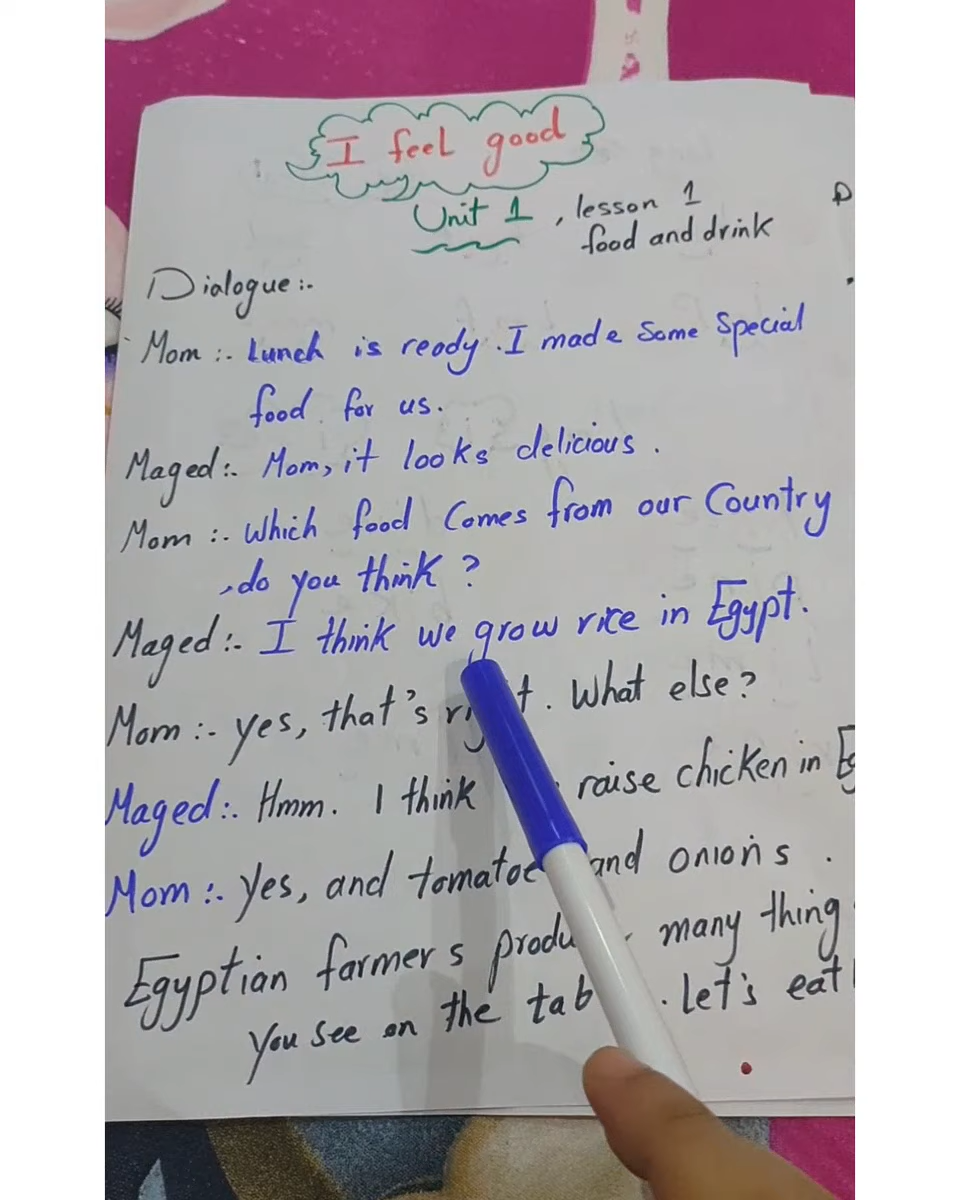 I feel good
Unit 1 , lesson 1
food and drink
Dialogue :-
Mom :- Lunch is ready . I made Some Special
food for us .
Maged :- Mom, it looks delicious .
Mom :- which food Comes from our Country
,do you think ?
Maged :- I think we grow rice in Egypt .
Mom :- yes, that's . What else ?
Maged :- Hmm . I think raise chicken in
Mom :- Yes, and and onions .
Egyptian farmers many thing
You see on the . Let's eat